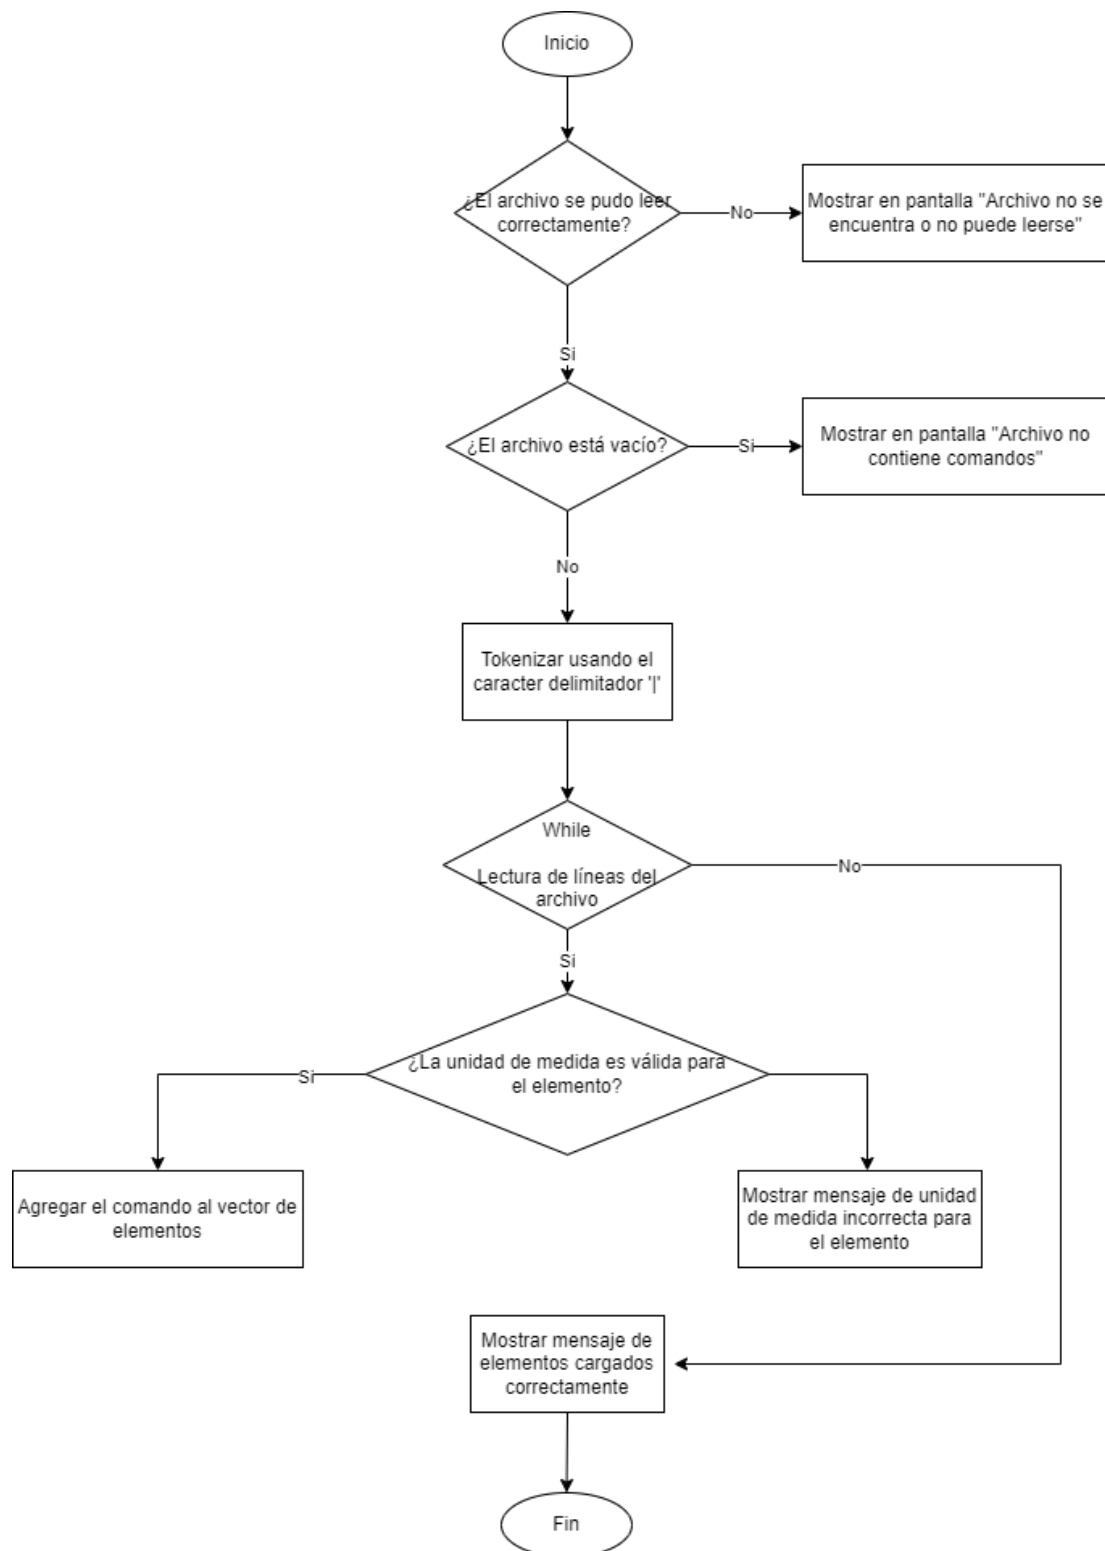 Inicio
¿El archivo se pudo leer
correctamente?
No
Mostrar en pantalla "Archivo no se
encuentra o no puede leerse"
Si
¿El archivo está vacío?
Si
Mostrar en pantalla "Archivo no
contiene comandos"
No
Tokenizar usando el
caracter delimitador '|'
While
Lectura de líneas del
archivo
No
Si
¿La unidad de medida es válida para
el elemento?
Si
Agregar el comando al vector de
elementos
Mostrar mensaje de unidad
de medida incorrecta para
el elemento
Mostrar mensaje de
elementos cargados
correctamente
Fin